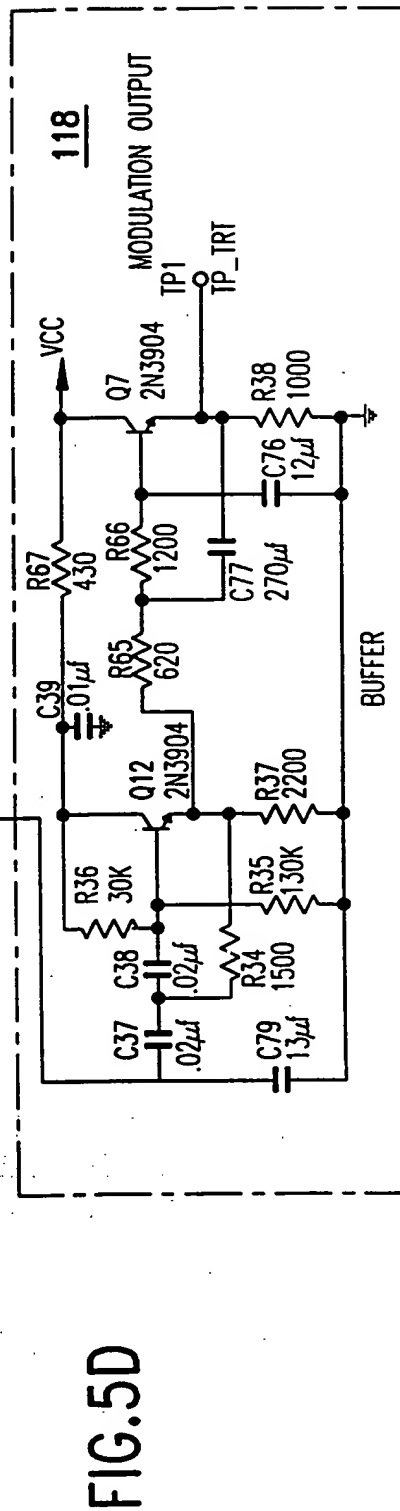 118
MODULATION OUTPUT
VCC
TP1
TP_TRT
Q7
2N3904
R38
1000
C76
12µf
R67
430
R66
1200
C77
270µf
R65
620
C39
.01µf
Q12
2N3904
R37
2200
R36
30K
R35
130K
C38
.02µf
R34
1500
C37
.02µf
C79
13µf
BUFFER
FIG.5D